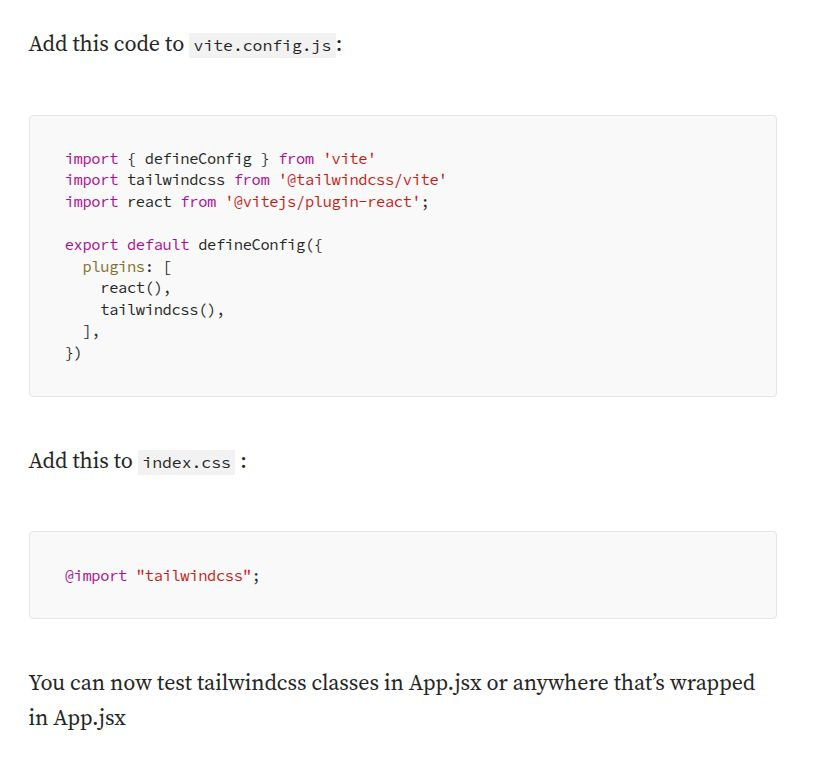 Add this code to vite.config.js:
import { defineConfig } from 'vite'
import tailwindcss from '@tailwindcss/vite'
import react from '@vitejs/plugin-react';
export default defineConfig({
  plugins: [
    react(),
    tailwindcss(),
  ],
})
Add this to index.css :
@import "tailwindcss";
You can now test tailwindcss classes in App.jsx or anywhere that’s wrapped
in App.jsx